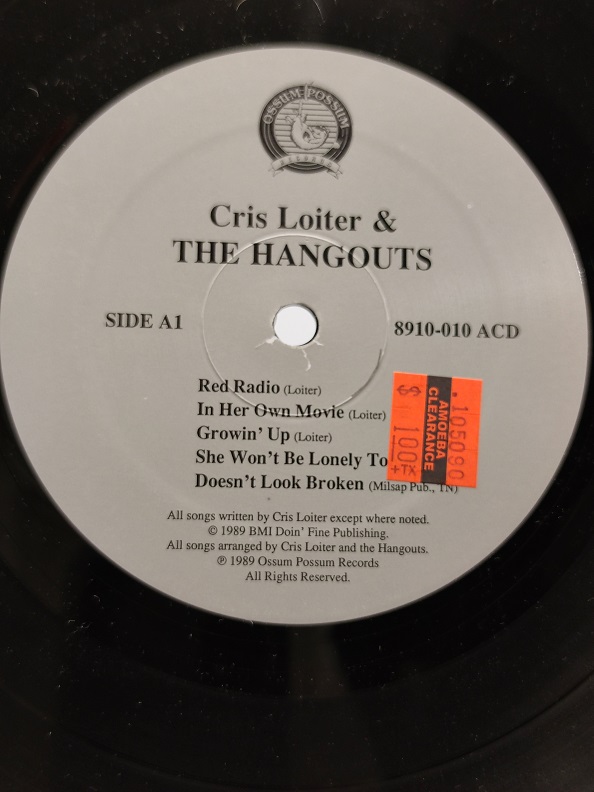 OSSUM POSSUM
RECORDS
Cris Loiter &
THE HANGOUTS
SIDE A1
8910-010 ACD
Red Radio (Loiter)
In Her Own Movie (Loiter)
Growin' Up (Loiter)
She Won't Be Lonely To
Doesn't Look Broken (Milsap Pub., TN)
.105090
AMOEBA
CLEARANCE
69
100
+TX
All songs written by Cris Loiter except where noted.
© 1989 BMI Doin' Fine Publishing.
All songs arranged by Cris Loiter and the Hangouts.
℗ 1989 Ossum Possum Records
All Rights Reserved.